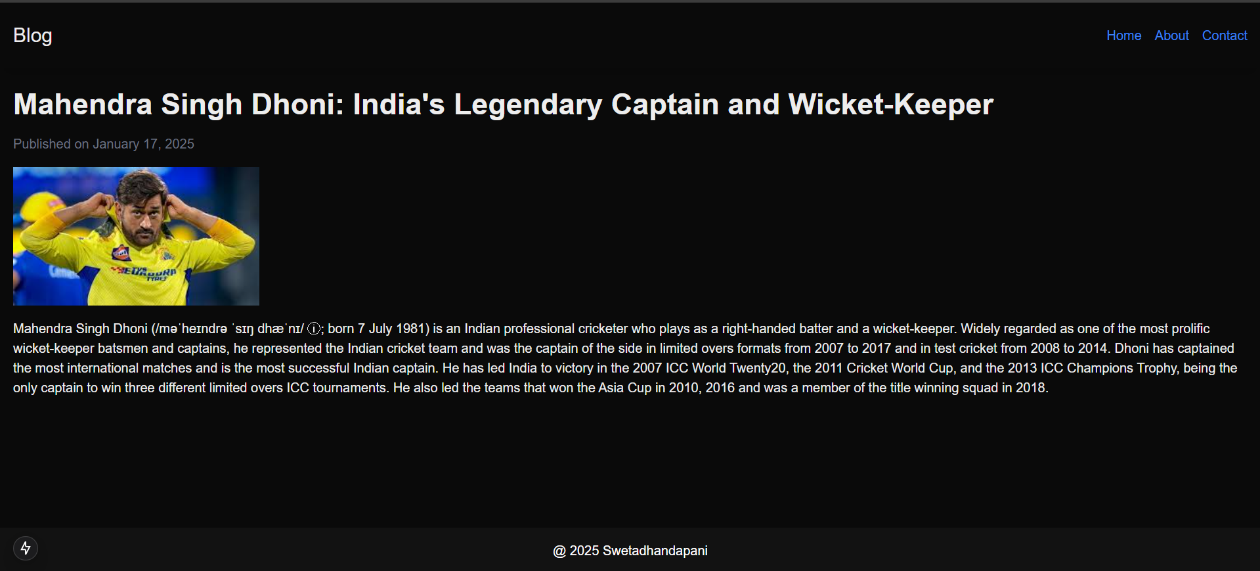 Blog
Home About Contact
Mahendra Singh Dhoni: India's Legendary Captain and Wicket-Keeper
Published on January 17, 2025
Mahendra Singh Dhoni (/məˈheɪndrə ˈsɪŋ dhæˈnɪ/ ⓘ; born 7 July 1981) is an Indian professional cricketer who plays as a right-handed batter and a wicket-keeper. Widely regarded as one of the most prolific
wicket-keeper batsmen and captains, he represented the Indian cricket team and was the captain of the side in limited overs formats from 2007 to 2017 and in test cricket from 2008 to 2014. Dhoni has captained
the most international matches and is the most successful Indian captain. He has led India to victory in the 2007 ICC World Twenty20, the 2011 Cricket World Cup, and the 2013 ICC Champions Trophy, being the
only captain to win three different limited overs ICC tournaments. He also led the teams that won the Asia Cup in 2010, 2016 and was a member of the title winning squad in 2018.
@ 2025 Swetadhandapani